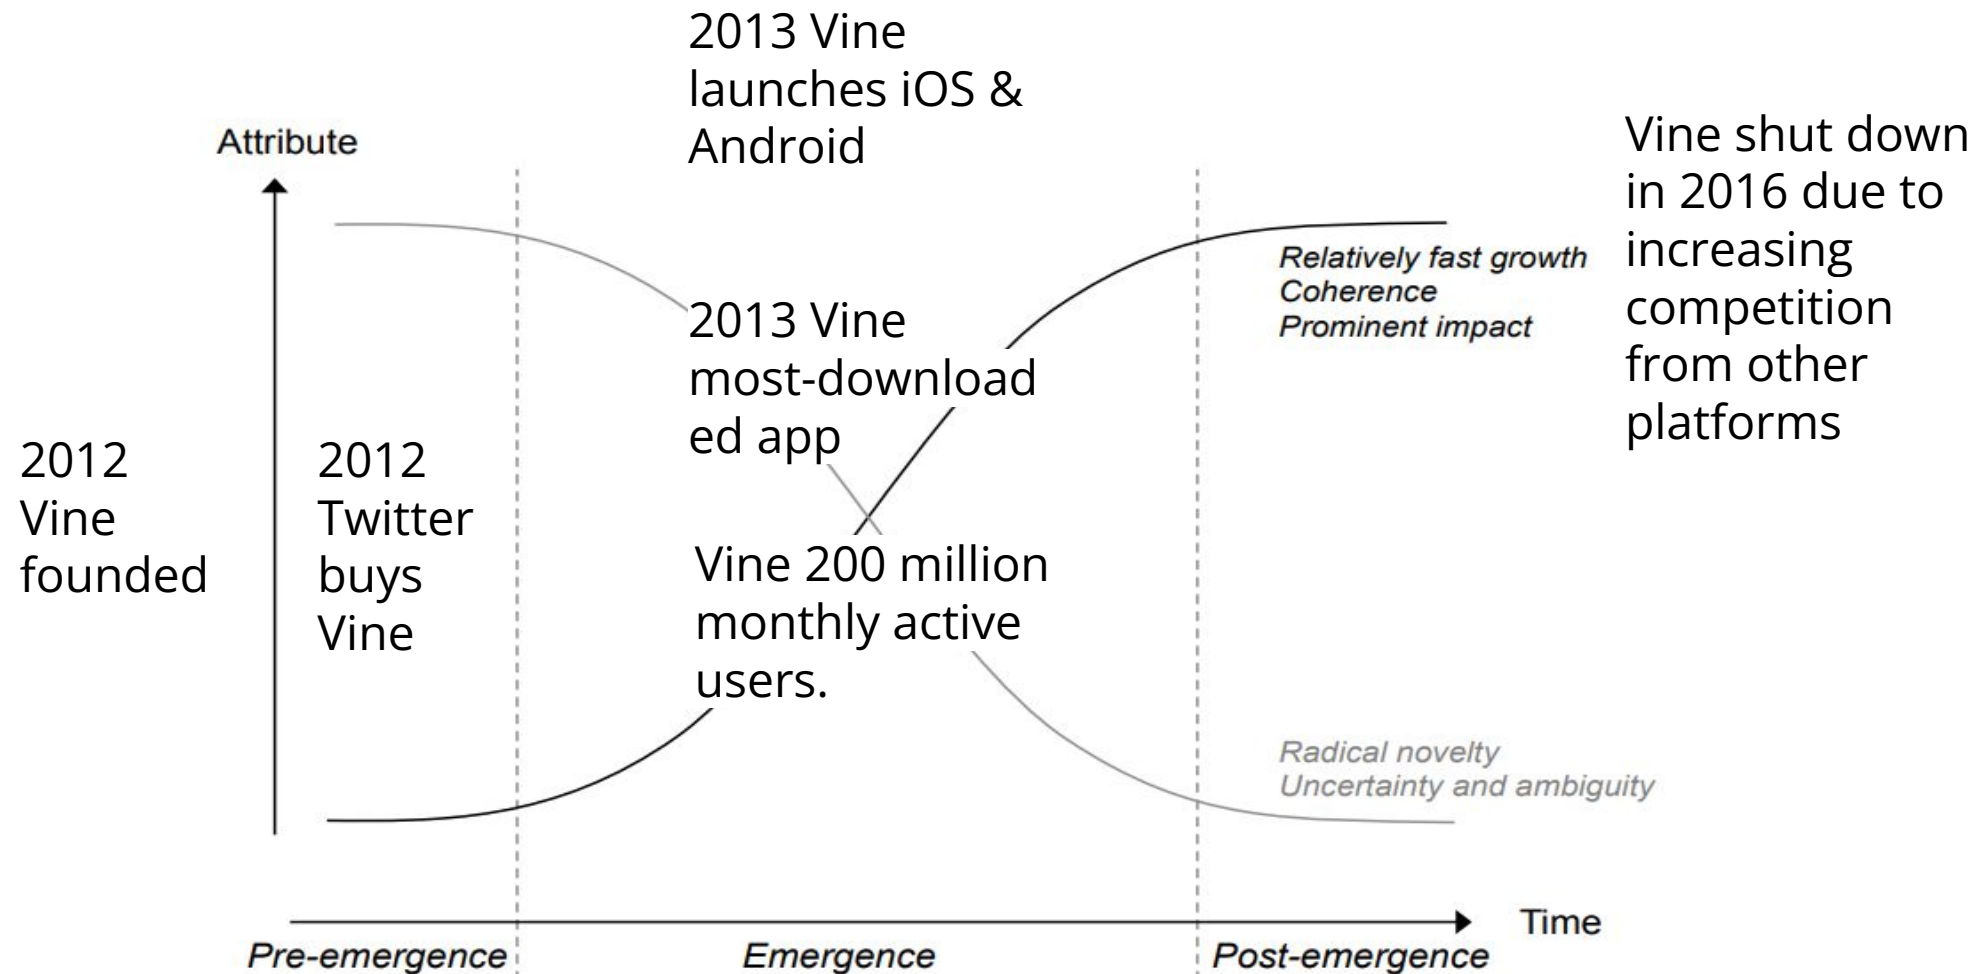 2013 Vine
launches iOS &
Android
Attribute
Vine shut down
in 2016 due to
increasing
competition
from other
platforms
Relatively fast growth
Coherence
Prominent impact
2013 Vine
most-download
ed app
2012
Vine
founded
2012
Twitter
buys
Vine
Vine 200 million
monthly active
users.
Radical novelty
Uncertainty and ambiguity
Time
Pre-emergence
Emergence
Post-emergence